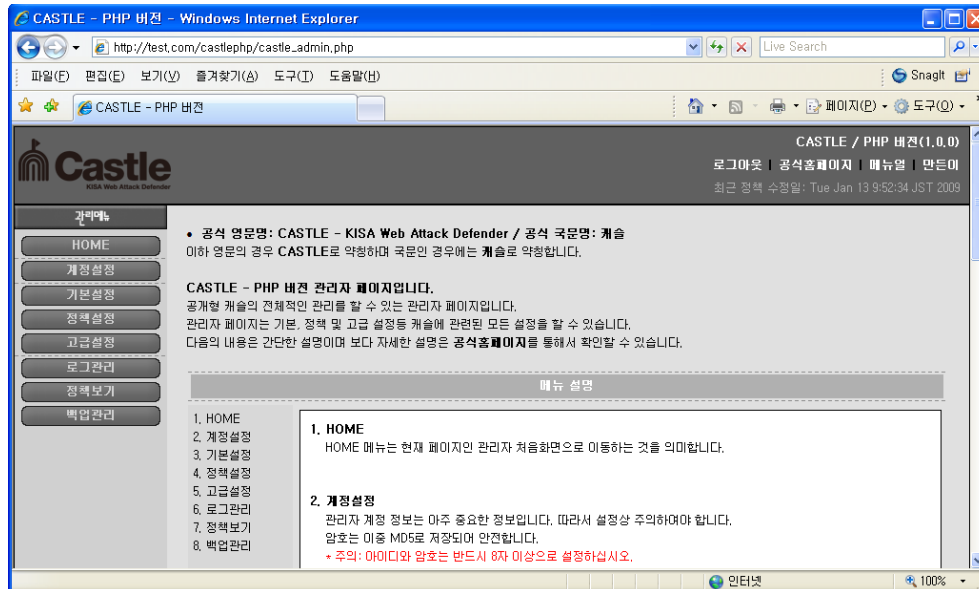 CASTLE - PHP 버전 - Windows Internet Explorer
http://test.com/castlephp/castle_admin.php
Live Search
파일(F) 편집(E) 보기(V) 즐겨찾기(A) 도구(T) 도움말(H)
SnagIt
CASTLE - PHP 버전
페이지(P) 도구(O)
Castle
KISA Web Attack Defender
CASTLE / PHP 버전(1.0.0)
로그아웃 | 공식홈페이지 | 메뉴얼 | 만든이
최근 정책 수정일: Tue Jan 13 9:52:34 JST 2009
관리메뉴
HOME
계정설정
기본설정
정책설정
고급설정
로그관리
정책보기
백업관리
• 공식 영문명: CASTLE - KISA Web Attack Defender / 공식 국문명: 캐슬
이하 영문의 경우 CASTLE로 약칭하며 국문인 경우에는 캐슬로 약칭합니다.
CASTLE - PHP 버전 관리자 페이지입니다.
공개형 캐슬의 전체적인 관리를 할 수 있는 관리자 페이지입니다.
관리자 페이지는 기본, 정책 및 고급 설정등 캐슬에 관련된 모든 설정을 할 수 있습니다.
다음의 내용은 간단한 설명이며 보다 자세한 설명은 공식홈페이지를 통해서 확인할 수 있습니다.
메뉴 설명
1. HOME
2. 계정설정
3. 기본설정
4. 정책설정
5. 고급설정
6. 로그관리
7. 정책보기
8. 백업관리
1. HOME
HOME 메뉴는 현재 페이지인 관리자 처음화면으로 이동하는 것을 의미합니다.
2. 계정설정
관리자 계정 정보는 아주 중요한 정보입니다. 따라서 설정상 주의하여야 합니다.
암호는 이중 MD5로 저장되어 안전합니다.
* 주의: 아이디와 암호는 반드시 8자 이상으로 설정하십시오.
인터넷
100%